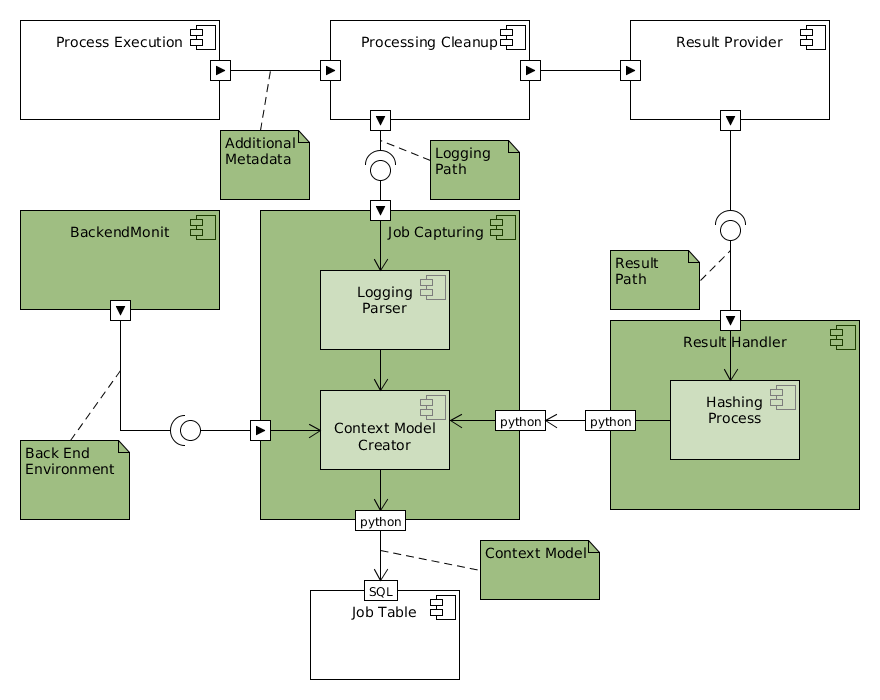 Process Execution
Processing Cleanup
Result Provider
Additional
Metadata
Logging
Path
BackendMonit
Job Capturing
Logging
Parser
Result
Path
Result Handler
Hashing
Process
Context Model
Creator
python
python
Back End
Environment
python
Context Model
SQL
Job Table